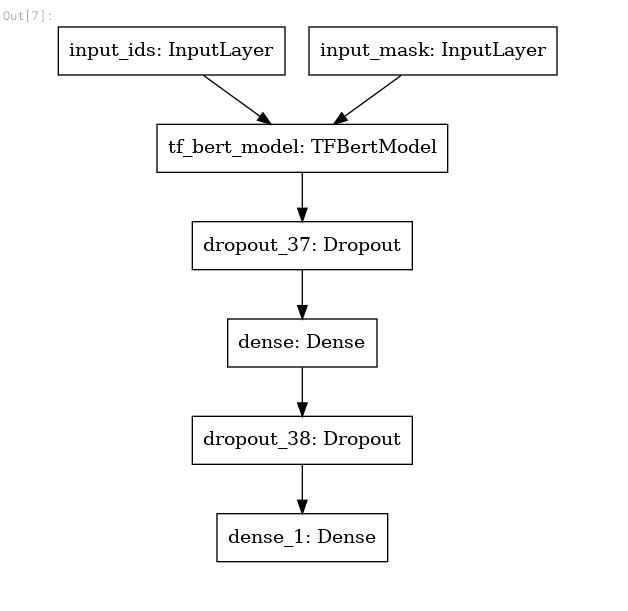 Out[7]:
input_ids: InputLayer
input_mask: InputLayer
tf_bert_model: TFBertModel
dropout_37: Dropout
dense: Dense
dropout_38: Dropout
dense_1: Dense